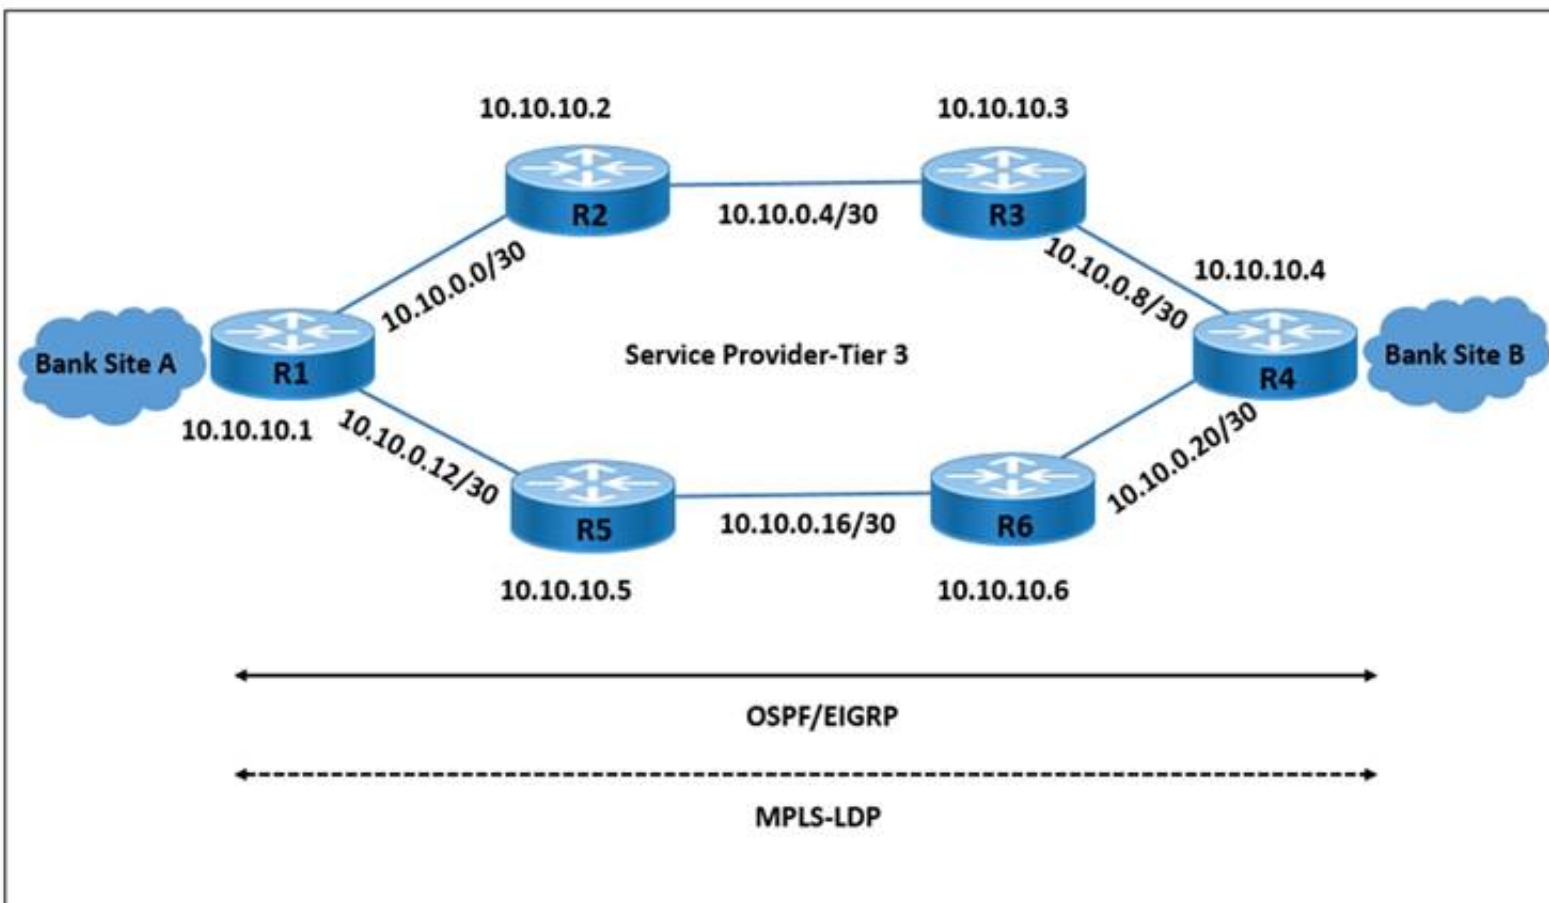 10.10.10.2
10.10.10.3
R2
10.10.0.4/30
R3
10.10.0.0/30
10.10.0.8/30
10.10.10.4
Bank Site A
R1
Service Provider-Tier 3
R4
Bank Site B
10.10.10.1
10.10.0.12/30
10.10.0.20/30
R5
10.10.0.16/30
R6
10.10.10.5
10.10.10.6
OSPF/EIGRP
MPLS-LDP